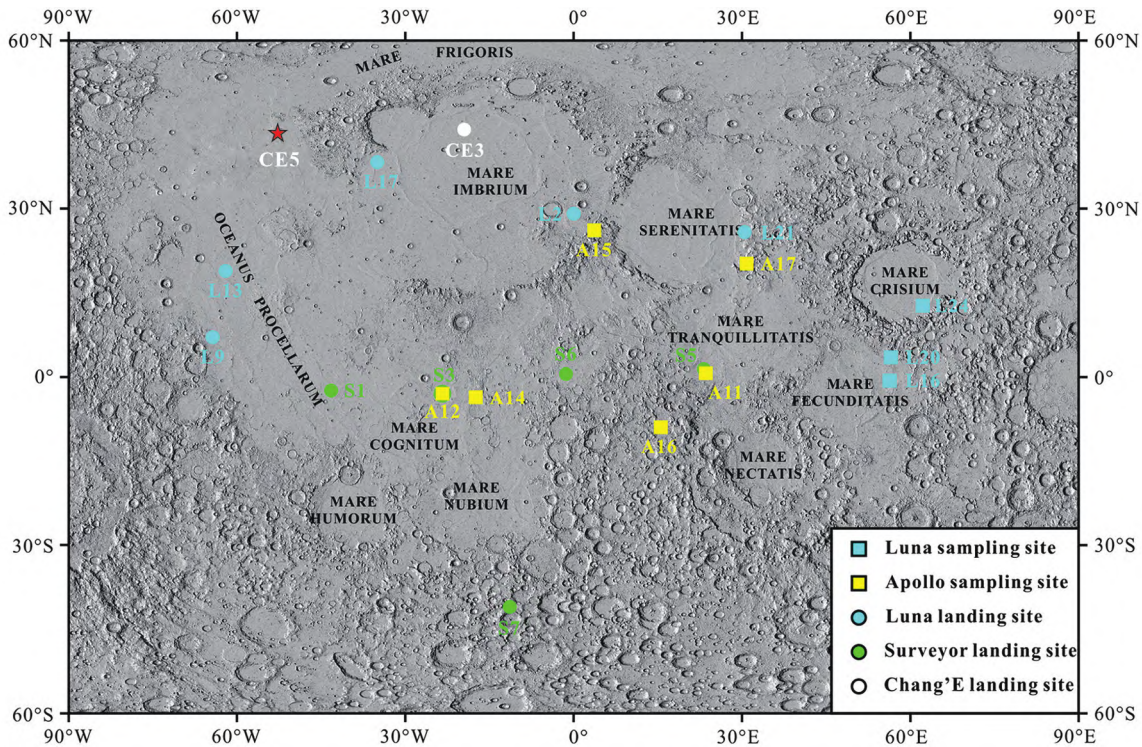 90°W 60°W 30°W 0° 30°E 60°E 90°E
60°N 60°N
MARE FRIGORIS
CE5
CE3
L17
MARE
IMBRIUM
30°N 30°N
L2
A15
MARE
SERENITATIS
L21
A17
OCEANUS PROCELLARUM
L13
MARE
CRISIUM
L24
L9
MARE
TRANQUILLITATIS
S6
S5
L20
0° 0°
S1
S3
A12
A14
A11
L16
MARE
FECUNDITATIS
MARE
COGNITUM
A16
MARE
NECTATIS
MARE
HUMORUM
MARE
NUBIUM
30°S 30°S
S7
Luna sampling site
Apollo sampling site
Luna landing site
Surveyor landing site
Chang'E landing site
60°S 60°S
90°W 60°W 30°W 0° 30°E 60°E 90°E